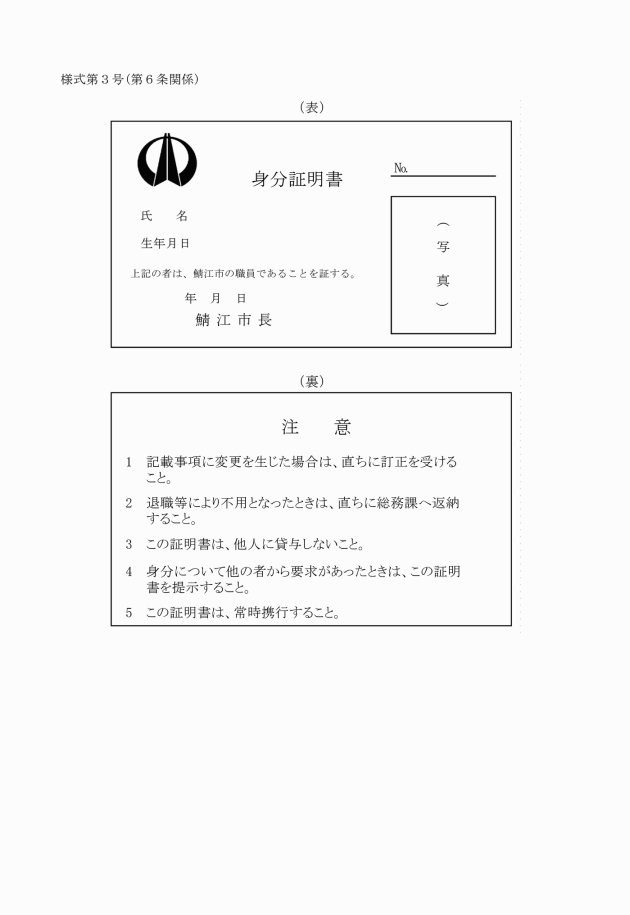 様式第3号(第6条関係)
(表)
身分証明書
№
氏　　名
生年月日
(写真)
上記の者は、鯖江市の職員であることを証する。
年　月　日
鯖 江 市 長
(裏)
注　　意
1　記載事項に変更を生じた場合は、直ちに訂正を受ける
こと。
2　退職等により不用となったときは、直ちに総務課へ返納
すること。
3　この証明書は、他人に貸与しないこと。
4　身分について他の者から要求があったときは、この証明
書を提示すること。
5　この証明書は、常時携行すること。